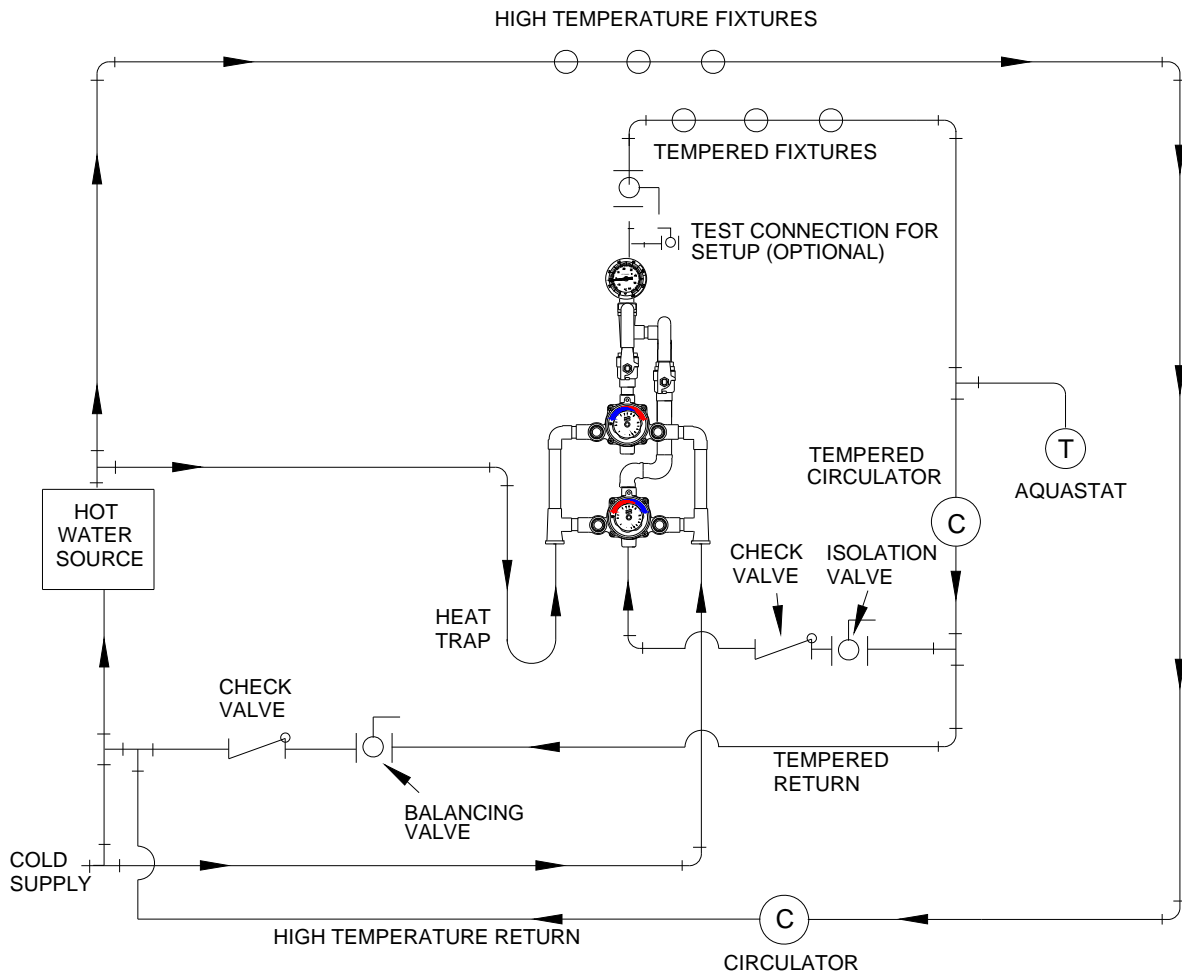 HIGH TEMPERATURE FIXTURES
TEMPERED FIXTURES
TEST CONNECTION FOR
SETUP (OPTIONAL)
TEMPERED
CIRCULATOR
T
AQUASTAT
HOT
WATER
SOURCE
C
CHECK
VALVE
ISOLATION
VALVE
HEAT
TRAP
CHECK
VALVE
TEMPERED
RETURN
BALANCING
VALVE
COLD
SUPPLY
C
HIGH TEMPERATURE RETURN
CIRCULATOR